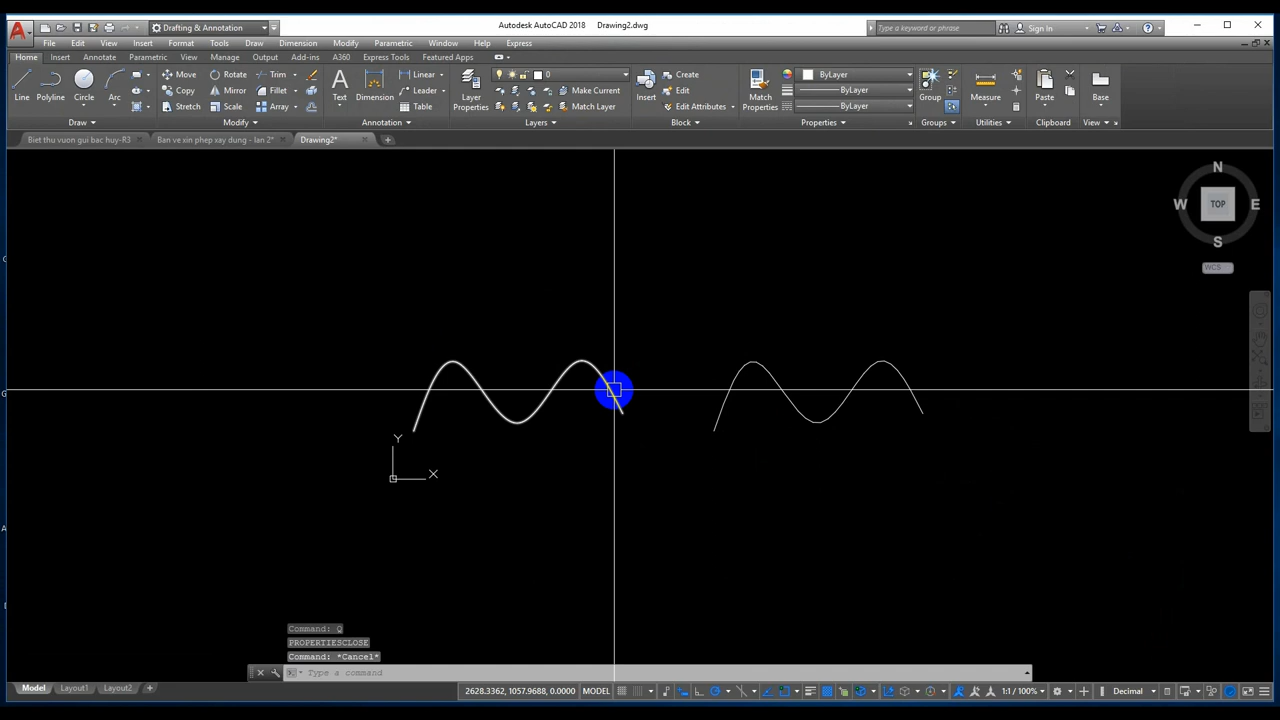 Drafting & Annotation
Autodesk AutoCAD 2018 Drawing2.dwg
Type a keyword or phrase
Sign In
File Edit View Insert Format Tools Draw Dimension Modify Parametric Window Help Express
Home Insert Annotate Parametric View Manage Output Add-ins A360 Express Tools Featured Apps
Line Polyline Circle Arc
Draw
Move Rotate Trim
Copy Mirror Fillet
Stretch Scale Array
Modify
Text Dimension
Linear
Leader
Table
Annotation
Layer Properties
0
Make Current
Match Layer
Layers
Insert
Create
Edit
Edit Attributes
Block
Match Properties
ByLayer
ByLayer
ByLayer
Properties
Group
Groups
Measure
Utilities
Paste
Clipboard
Base
View
Biet thu vuon gui bac huy-R3 Ban ve xin phep xay dung - lan 2* Drawing2*
N
W TOP E
S
WCS
Y
X
Command: Q
PROPERTIESCLOSE
Command: *Cancel*
Type a command
Model Layout1 Layout2
2628.3362, 1057.9688, 0.0000 MODEL
1:1 / 100%
Decimal